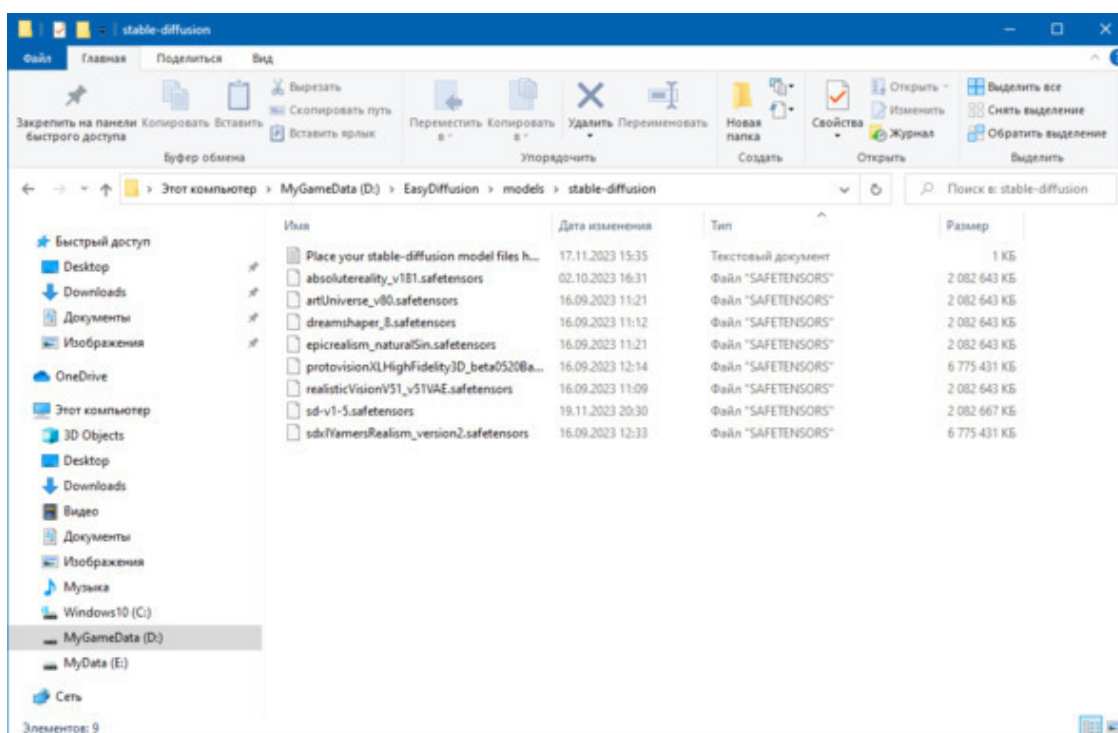 stable-diffusion
Файл Главная Поделиться Вид
Закрепить на панели быстрого доступа
Копировать
Вставить
Вырезать
Скопировать путь
Вставить ярлык
Буфер обмена
Переместить в
Копировать в
Удалить
Переименовать
Упорядочить
Новая папка
Создать
Свойства
Открыть
Изменить
Журнал
Открыть
Выделить все
Снять выделение
Обратить выделение
Выделить
Этот компьютер > MyGameData (D:) > EasyDiffusion > models > stable-diffusion
Поиск в: stable-diffusion
Быстрый доступ
Desktop
Downloads
Документы
Изображения
OneDrive
Этот компьютер
3D Objects
Desktop
Downloads
Видео
Документы
Изображения
Музыка
Windows10 (C:)
MyGameData (D:)
MyData (E:)
Сеть
Имя Дата изменения Тип Размер
Place your stable-diffusion model files h... 17.11.2023 15:35 Текстовый документ 1 КБ
absolutereality_v181.safetensors 02.10.2023 16:31 Файл "SAFETENSORS" 2 082 643 КБ
artUniverse_v80.safetensors 16.09.2023 11:21 Файл "SAFETENSORS" 2 082 643 КБ
dreamshaper_8.safetensors 16.09.2023 11:12 Файл "SAFETENSORS" 2 082 643 КБ
epicrealism_naturalSin.safetensors 16.09.2023 11:21 Файл "SAFETENSORS" 2 082 643 КБ
protovisionXLHighFidelity3D_beta0520Ba... 16.09.2023 12:14 Файл "SAFETENSORS" 6 775 431 КБ
realisticVisionV51_v51VAE.safetensors 16.09.2023 11:09 Файл "SAFETENSORS" 2 082 643 КБ
sd-v1-5.safetensors 19.11.2023 20:30 Файл "SAFETENSORS" 2 082 667 КБ
sdxlYamersRealism_version2.safetensors 16.09.2023 12:33 Файл "SAFETENSORS" 6 775 431 КБ
Элементов: 9